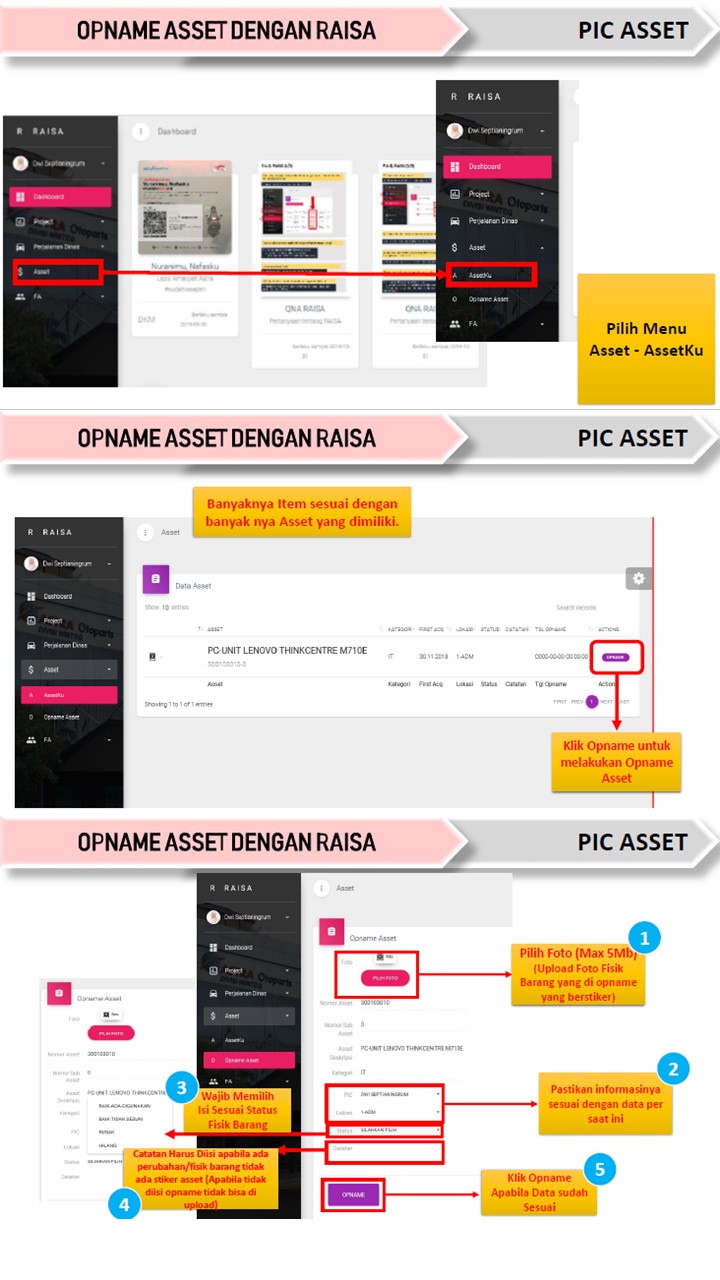 OPNAME ASSET DENGAN RAISA
PIC ASSET
R RAISA
Dwi Septianingrum
Dashboard
Project
Perjalanan Dinas
Asset
FA
Dashboard
Nuranimu, Nafasku
DKM
QNA RAISA
Pertanyaan tentang RAISA
R RAISA
Dwi Septianingrum
Dashboard
Project
Perjalanan Dinas
Asset
A AssetKu
O Opname Asset
FA
Pilih Menu
Asset - AssetKu
OPNAME ASSET DENGAN RAISA
PIC ASSET
Banyaknya Item sesuai dengan
banyak nya Asset yang dimiliki.
R RAISA
Dwi Septianingrum
Dashboard
Project
Perjalanan Dinas
Asset
A AssetKu
O Opname Asset
FA
Asset
Data Asset
Show 10 entries
Search records
ASSET KATEGORI FIRST ACQ LOKASI STATUS CATATAN TGL OPNAME ACTIONS
PC-UNIT LENOVO THINKCENTRE M710E IT 30.11.2018 1-ADM 0000-00-00 00:00:00 OPNAME
300103010-0
Asset Kategori First Acq Lokasi Status Catatan Tgl Opname Action
Showing 1 to 1 of 1 entries
FIRST PREV 1 NEXT LAST
Klik Opname untuk
melakukan Opname
Asset
OPNAME ASSET DENGAN RAISA
PIC ASSET
R RAISA
Dwi Septianingrum
Dashboard
Project
Perjalanan Dinas
Asset
A AssetKu
O Opname Asset
FA
Asset
Opname Asset
Foto
foto
PILIH FOTO
Nomor Asset 300103010
Nomor Sub Asset 0
Asset Deskripsi PC-UNIT LENOVO THINKCENTRE M710E
Kategori IT
PIC DWI SEPTIANINGRUM
Lokasi 1-ADM
Status SILAHKAN PILIH
Catatan
OPNAME
1
Pilih Foto (Max 5Mb)
(Upload Foto Fisik
Barang yang di opname
yang berstiker)
2
Pastikan informasinya
sesuai dengan data per
saat ini
Opname Asset
Foto
foto
PILIH FOTO
Nomor Asset 300103010
Nomor Sub Asset 0
Asset Deskripsi PC-UNIT LENOVO THINKCENTRE
Kategori
PIC
Lokasi
BAIK-ADA-DIGUNAKAN
BAIK-TIDAK SESUAI
RUSAK
HILANG
Status SILAHKAN PILIH
Catatan
3
Wajib Memilih
Isi Sesuai Status
Fisik Barang
4
Catatan Harus Diisi apabila ada
perubahan/fisik barang tidak
ada stiker asset (Apabila tidak
diisi opname tidak bisa di
upload)
5
Klik Opname
Apabila Data sudah
Sesuai